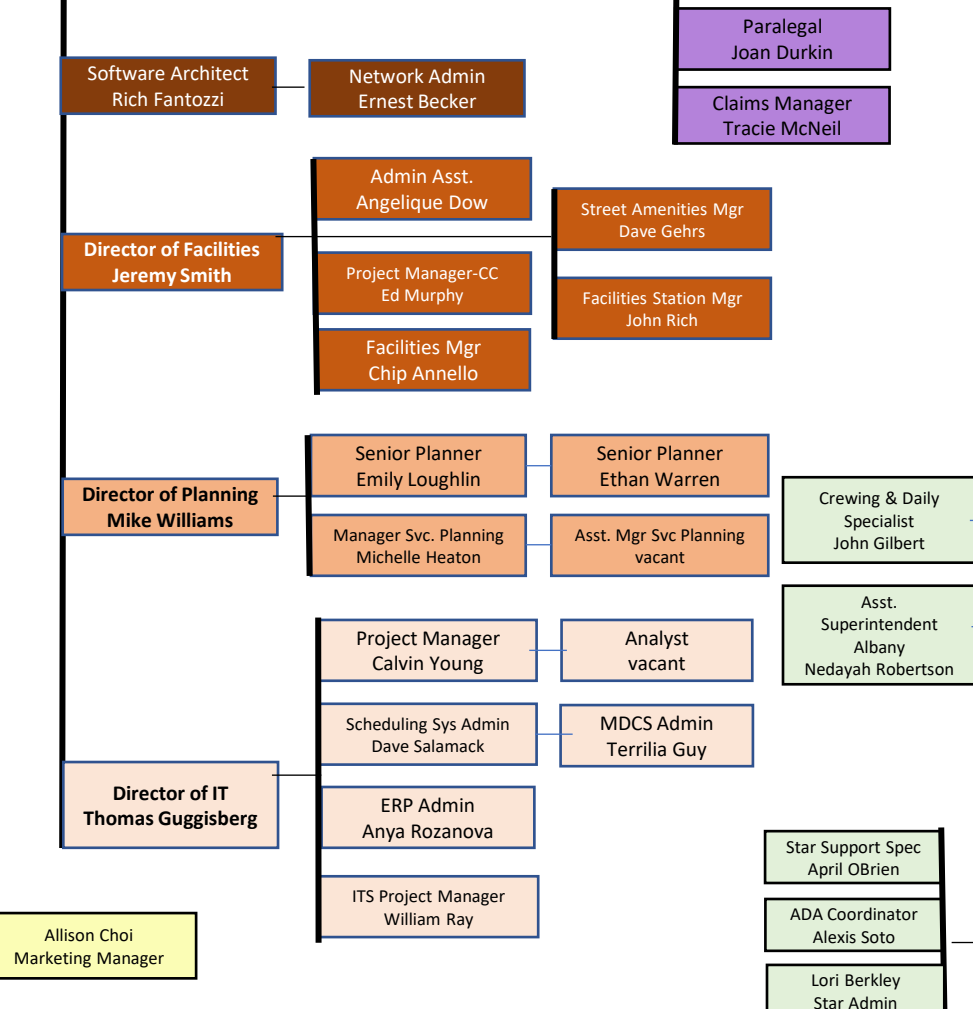 Paralegal
Joan Durkin
Claims Manager
Tracie McNeil
Software Architect
Rich Fantozzi
Network Admin
Ernest Becker
Director of Facilities
Jeremy Smith
Admin Asst.
Angelique Dow
Project Manager-CC
Ed Murphy
Facilities Mgr
Chip Annello
Street Amenities Mgr
Dave Gehrs
Facilities Station Mgr
John Rich
Director of Planning
Mike Williams
Senior Planner
Emily Loughlin
Senior Planner
Ethan Warren
Manager Svc. Planning
Michelle Heaton
Asst. Mgr Svc Planning
vacant
Crewing & Daily
Specialist
John Gilbert
Asst.
Superintendent
Albany
Nedayah Robertson
Director of IT
Thomas Guggisberg
Project Manager
Calvin Young
Analyst
vacant
Scheduling Sys Admin
Dave Salamack
MDCS Admin
Terrilia Guy
ERP Admin
Anya Rozanova
ITS Project Manager
William Ray
Star Support Spec
April OBrien
ADA Coordinator
Alexis Soto
Lori Berkley
Star Admin
Allison Choi
Marketing Manager